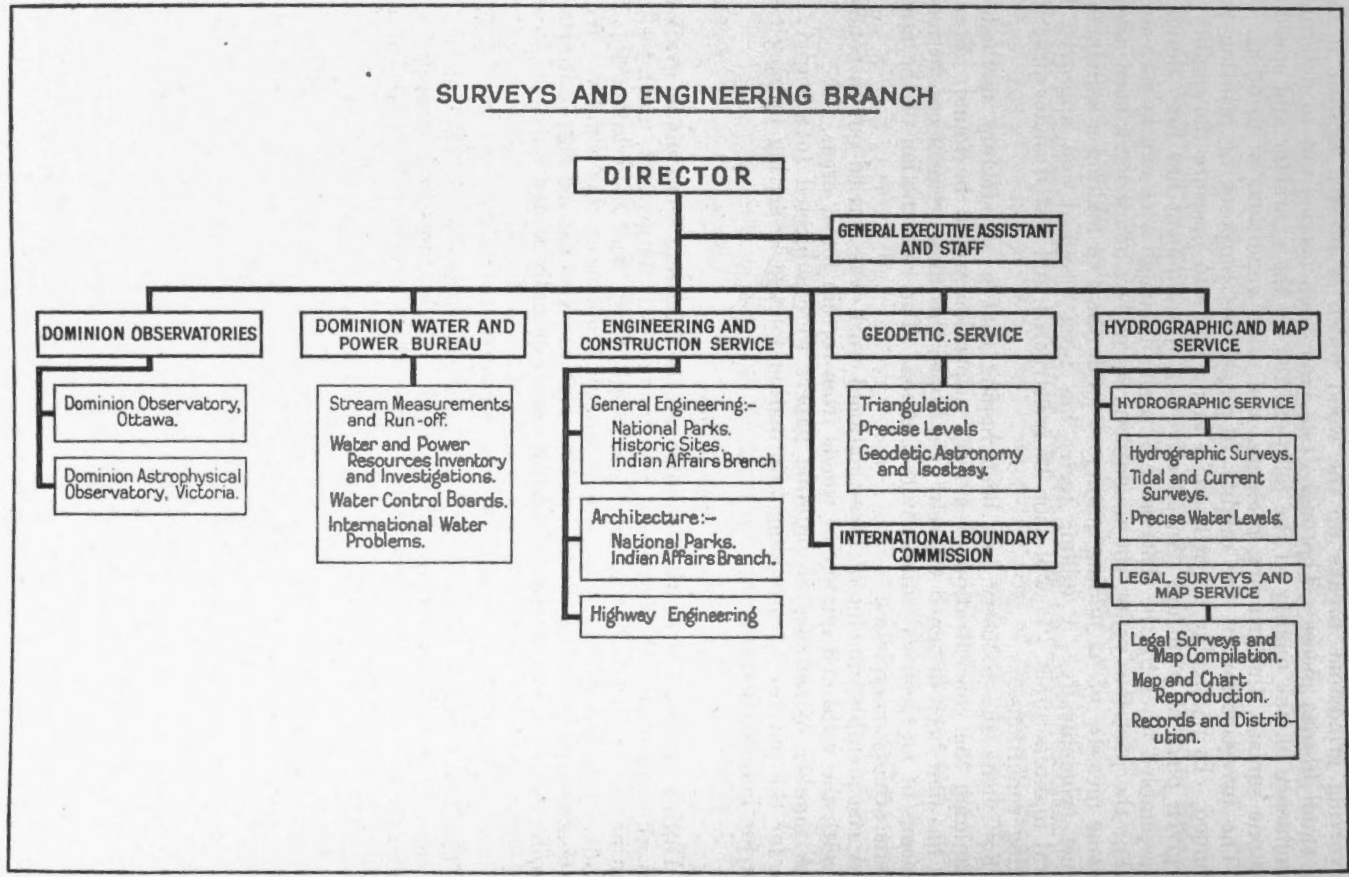 SURVEYS AND ENGINEERING BRANCH
DIRECTOR
GENERAL EXECUTIVE ASSISTANT
AND STAFF
DOMINION OBSERVATORIES
Dominion Observatory,
Ottawa.
Dominion Astrophysical
Observatory, Victoria.
DOMINION WATER AND
POWER BUREAU
Stream Measurements
and Run-off.
Water and Power
Resources Inventory
and Investigations.
Water Control Boards.
International Water
Problems.
ENGINEERING AND
CONSTRUCTION SERVICE
General Engineering:-
National Parks.
Historic Sites.
Indian Affairs Branch
Architecture:-
National Parks.
Indian Affairs Branch.
Highway Engineering
GEODETIC SERVICE
Triangulation
Precise Levels
Geodetic Astronomy
and Isostasy.
INTERNATIONAL BOUNDARY
COMMISSION
HYDROGRAPHIC AND MAP
SERVICE
HYDROGRAPHIC SERVICE
Hydrographic Surveys.
Tidal and Current
Surveys.
Precise Water Levels.
LEGAL SURVEYS AND
MAP SERVICE
Legal Surveys and
Map Compilation.
Map and Chart
Reproduction.
Records and Distrib-
ution.